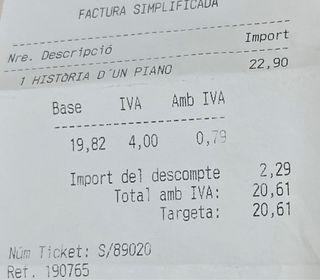 FACTURA SIMPLIFICADA
Nre. Descripció Import
1 HISTÒRIA D'UN PIANO 22,90
Base IVA Amb IVA
19,82 4,00 0,79
Import del descompte 2,29
Total amb IVA: 20,61
Targeta: 20,61
Núm Ticket: S/89020
Ref. 190765